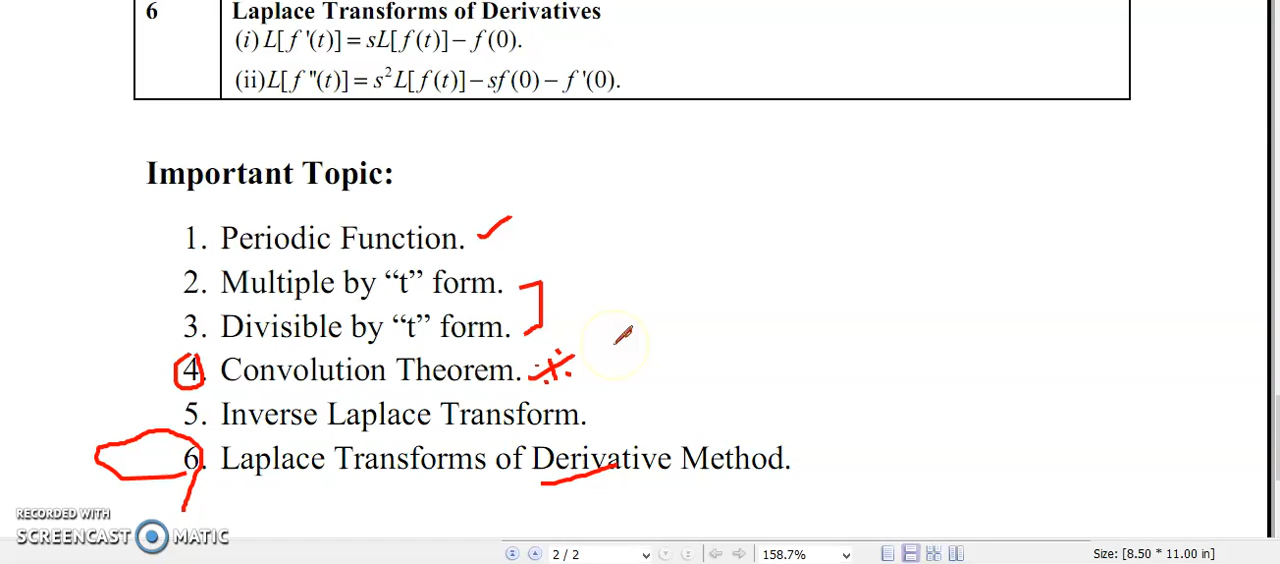 6 Laplace Transforms of Derivatives
(i) L[f '(t)] = sL[f(t)] − f(0).
(ii)L[f "(t)] = s²L[f(t)] − sf(0) − f '(0).
Important Topic:
1. Periodic Function.
2. Multiple by “t” form.
3. Divisible by “t” form.
4. Convolution Theorem.
5. Inverse Laplace Transform.
6. Laplace Transforms of Derivative Method.
RECORDED WITH
SCREENCAST MATIC
2 / 2 158.7% Size: [8.50 * 11.00 in]